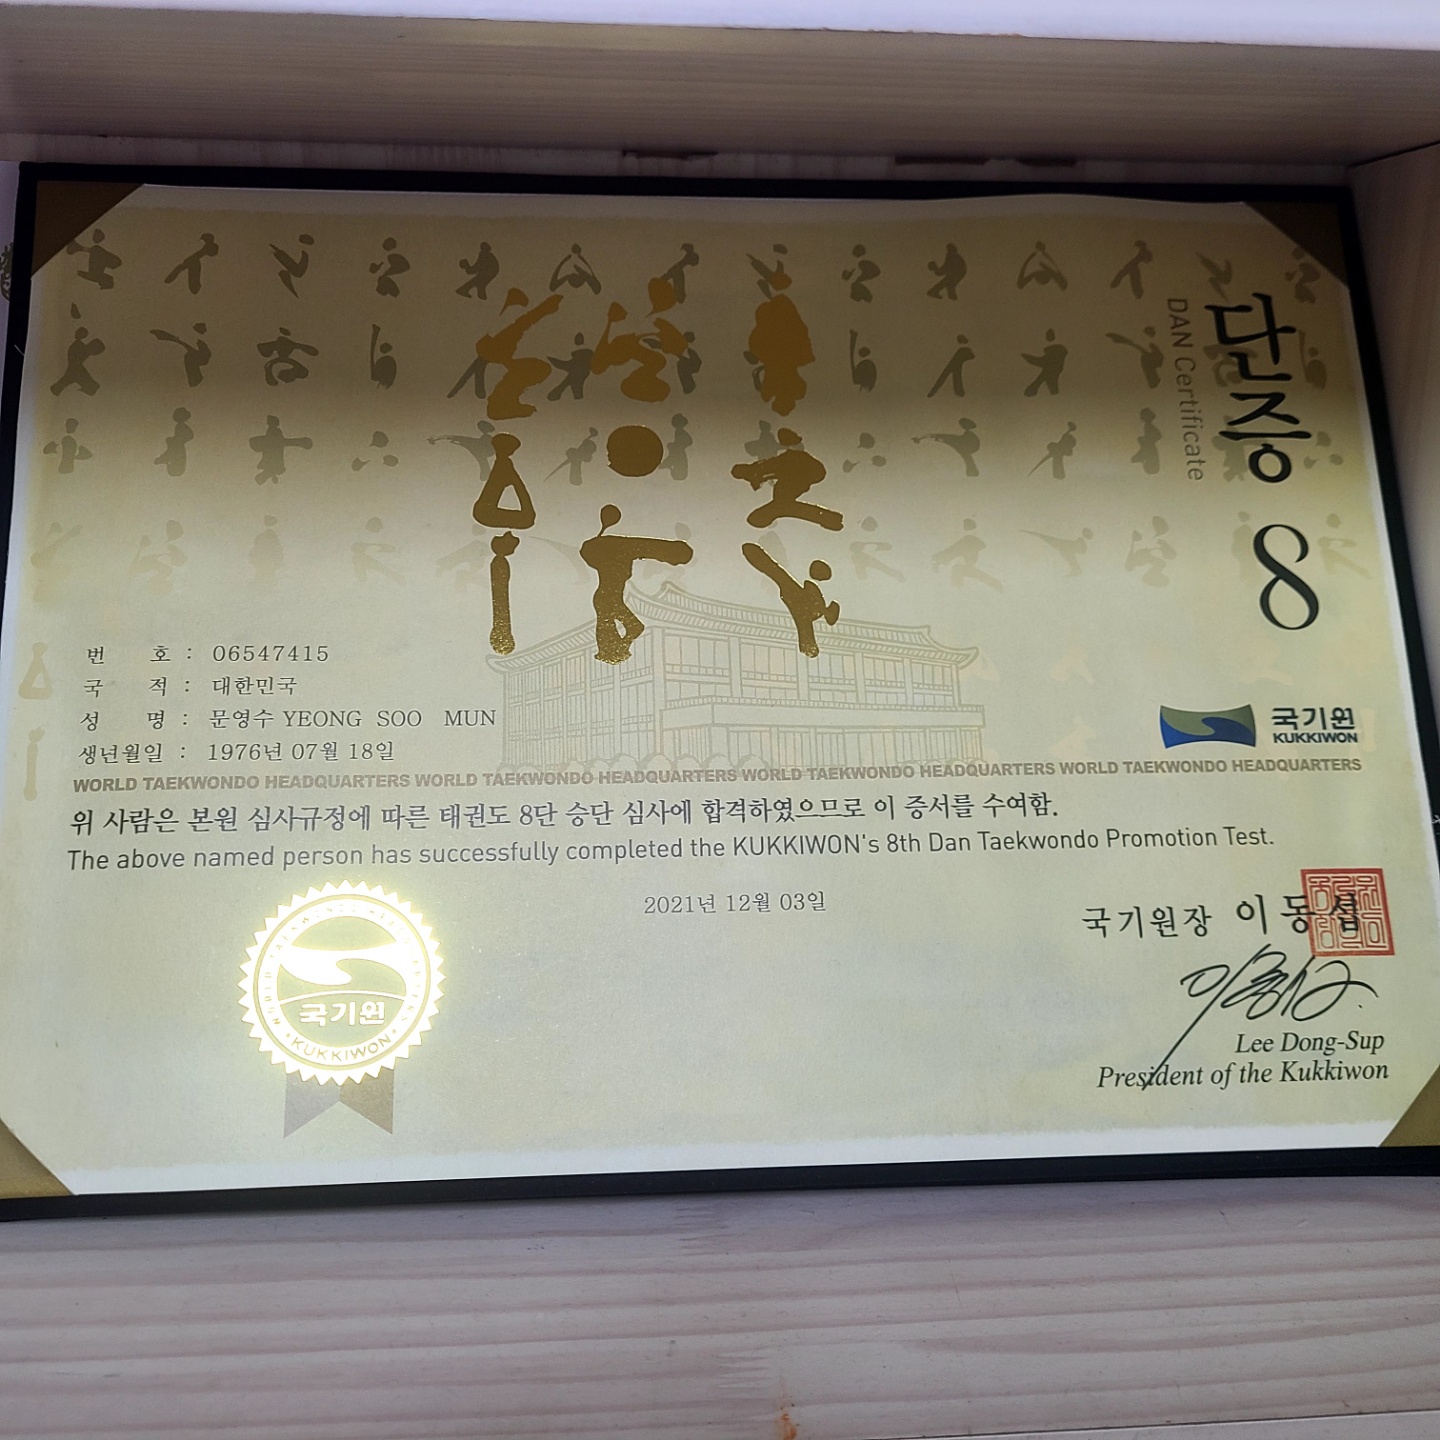 단증 8
DAN Certificate
번 호 : 06547415
국 적 : 대한민국
성 명 : 문영수 YEONG SOO MUN
생년월일 : 1976년 07월 18일
국기원
KUKKIWON
WORLD TAEKWONDO HEADQUARTERS WORLD TAEKWONDO HEADQUARTERS WORLD TAEKWONDO HEADQUARTERS WORLD TAEKWONDO HEADQUARTERS
위 사람은 본원 심사규정에 따른 태권도 8단 승단 심사에 합격하였으므로 이 증서를 수여함.
The above named person has successfully completed the KUKKIWON's 8th Dan Taekwondo Promotion Test.
2021년 12월 03일
국기원장 이동섭
Lee Dong-Sup
President of the Kukkiwon
국기원
KUKKIWON